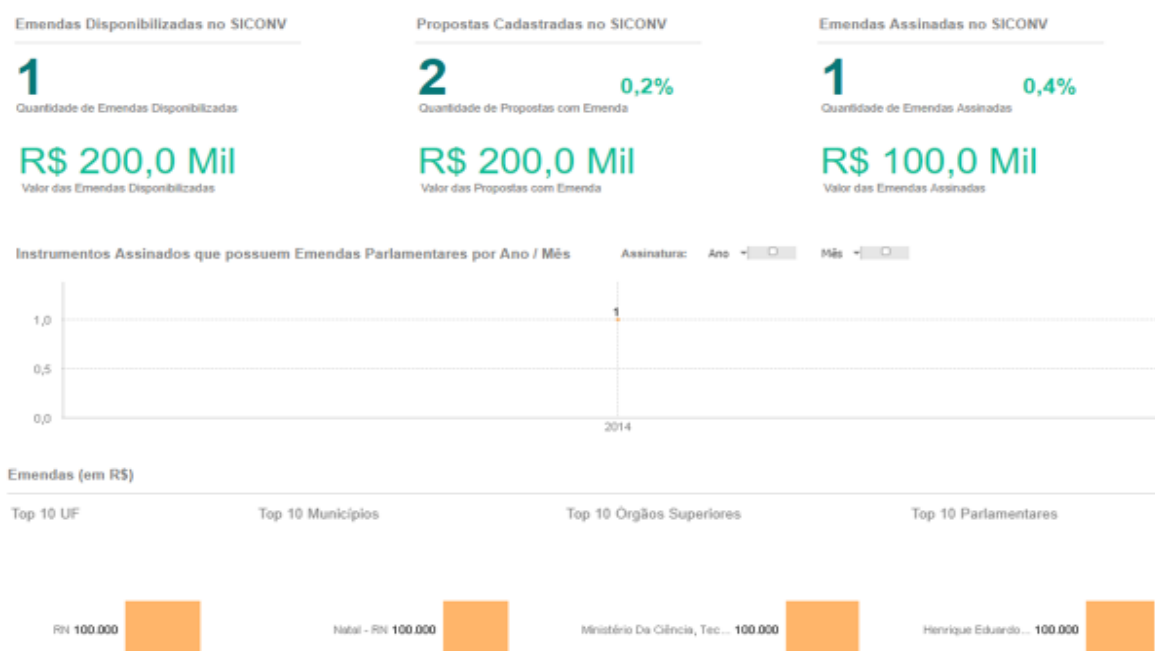 Emendas Disponibilizadas no SICONV
Propostas Cadastradas no SICONV
Emendas Assinadas no SICONV
1
2
0,2%
1
0,4%
Quantidade de Emendas Disponibilizadas
Quantidade de Propostas com Emenda
Quantidade de Emendas Assinadas
R$ 200,0 Mil
R$ 200,0 Mil
R$ 100,0 Mil
Valor das Emendas Disponibilizadas
Valor das Propostas com Emenda
Valor das Emendas Assinadas
Instrumentos Assinados que possuem Emendas Parlamentares por Ano / Mês
Assinatura: Ano Mês
1
1,0
0,5
0,0
2014
Emendas (em R$)
Top 10 UF
Top 10 Municípios
Top 10 Órgãos Superiores
Top 10 Parlamentares
RN 100.000
Natal - RN 100.000
Ministério Da Ciência, Tec... 100.000
Henrique Eduardo... 100.000